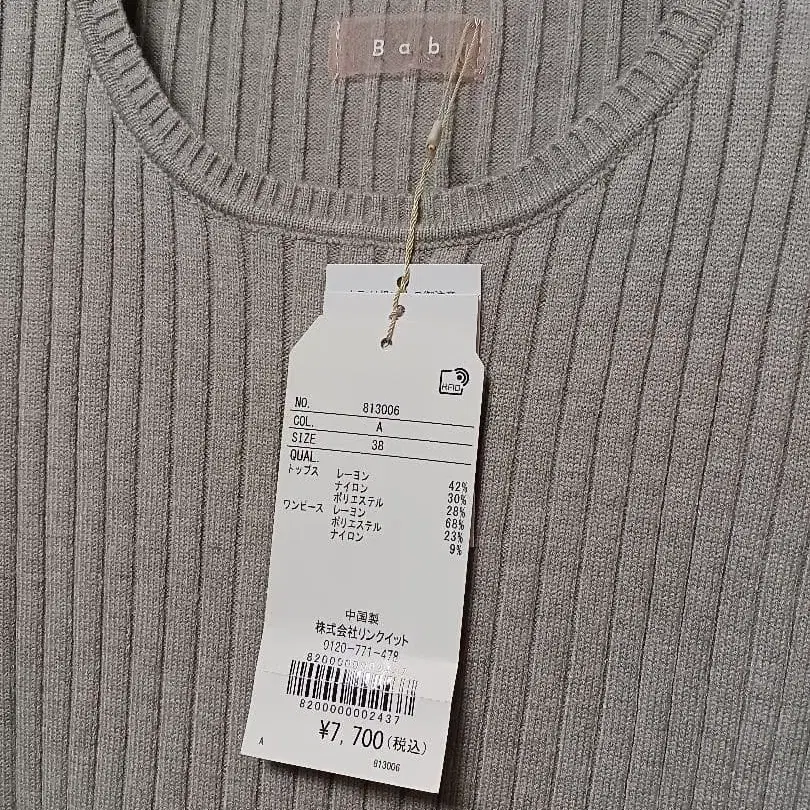 Bab
RFID
NO. 813006
COL. A
SIZE 38
QUAL.
トップス レーヨン 42%
ナイロン 30%
ポリエステル 28%
ワンピース レーヨン 68%
ポリエステル 23%
ナイロン 9%
中国製
株式会社リンクイット
0120-771-478
8200000002437
¥7,700(税込)
A 813006